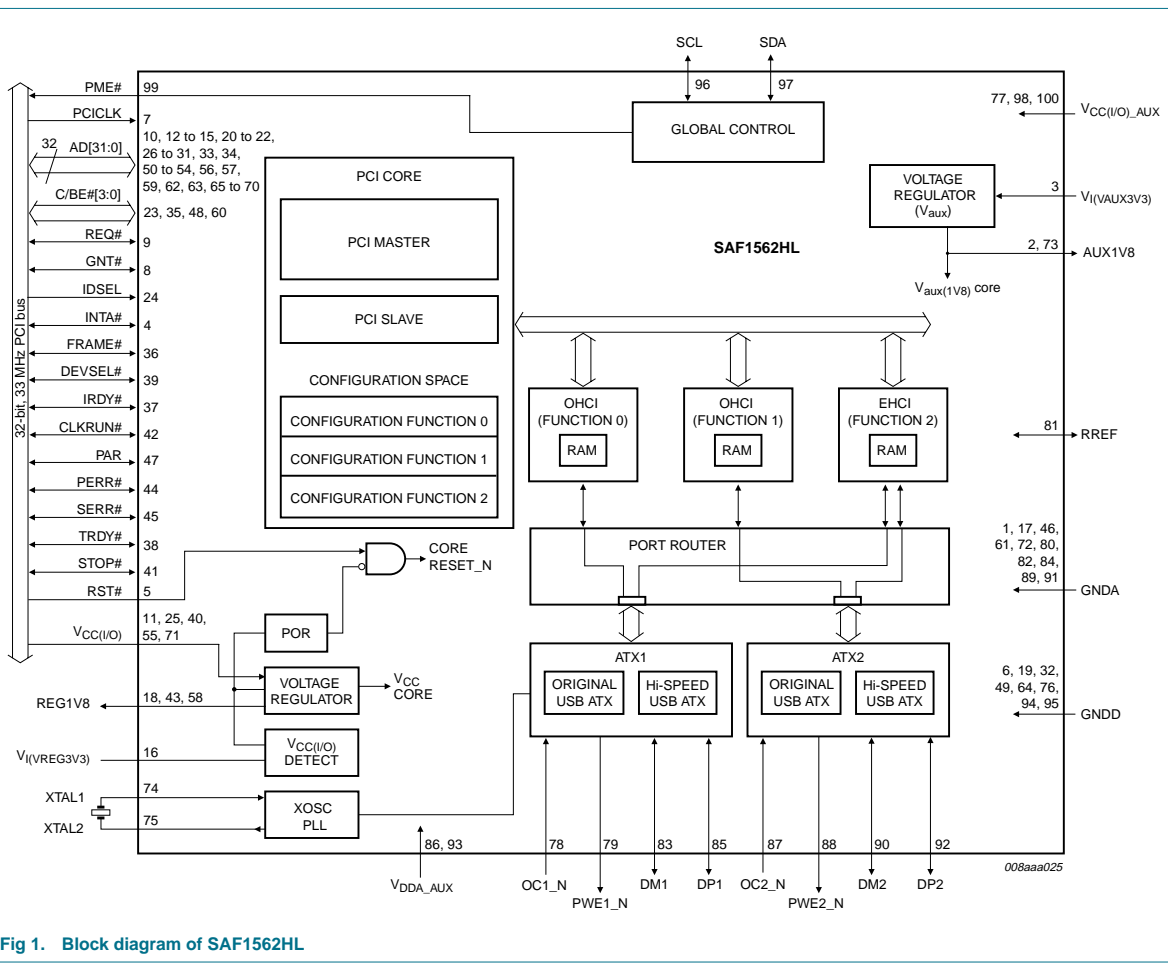 SCL
SDA
96
97
PME#
99
PCICLK
7
32
AD[31:0]
10, 12 to 15, 20 to 22,
26 to 31, 33, 34,
50 to 54, 56, 57,
59, 62, 63, 65 to 70
C/BE#[3:0]
23, 35, 48, 60
REQ#
9
GNT#
8
IDSEL
24
INTA#
4
FRAME#
36
DEVSEL#
39
IRDY#
37
CLKRUN#
42
PAR
47
PERR#
44
SERR#
45
TRDY#
38
STOP#
41
RST#
5
32-bit, 33 MHz PCI bus
VCC(I/O)
11, 25, 40,
55, 71
REG1V8
18, 43, 58
VI(VREG3V3)
16
XTAL1
74
XTAL2
75
GLOBAL CONTROL
PCI CORE
PCI MASTER
PCI SLAVE
CONFIGURATION SPACE
CONFIGURATION FUNCTION 0
CONFIGURATION FUNCTION 1
CONFIGURATION FUNCTION 2
SAF1562HL
77, 98, 100
VCC(I/O)_AUX
VOLTAGE
REGULATOR
(Vaux)
3
VI(VAUX3V3)
2, 73
AUX1V8
Vaux(1V8) core
OHCI
(FUNCTION 0)
RAM
OHCI
(FUNCTION 1)
RAM
EHCI
(FUNCTION 2)
RAM
81
RREF
PORT ROUTER
CORE
RESET_N
POR
VOLTAGE
REGULATOR
VCC
CORE
VCC(I/O)
DETECT
XOSC
PLL
1, 17, 46,
61, 72, 80,
82, 84,
89, 91
GNDA
ATX1
ORIGINAL
USB ATX
Hi-SPEED
USB ATX
ATX2
ORIGINAL
USB ATX
Hi-SPEED
USB ATX
6, 19, 32,
49, 64, 76,
94, 95
GNDD
86, 93
VDDA_AUX
78
OC1_N
79
PWE1_N
83
DM1
85
DP1
87
OC2_N
88
PWE2_N
90
DM2
92
DP2
008aaa025
Fig 1. Block diagram of SAF1562HL